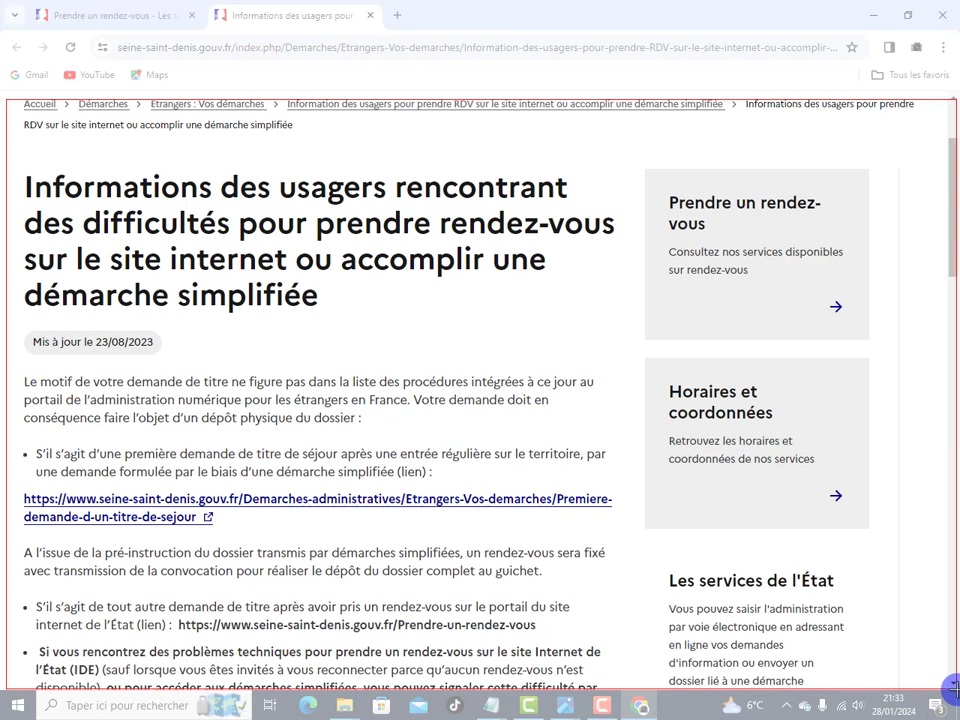 Prendre un rendez-vous - Les s
Informations des usagers pour
seine-saint-denis.gouv.fr/index.php/Demarches/Etrangers-Vos-demarches/Information-des-usagers-pour-prendre-RDV-sur-le-site-internet-ou-accomplir-...
Gmail
YouTube
Maps
Tous les favoris
Accueil > Démarches > Etrangers : Vos démarches > Information des usagers pour prendre RDV sur le site internet ou accomplir une démarche simplifiée > Informations des usagers pour prendre
RDV sur le site internet ou accomplir une démarche simplifiée
Informations des usagers rencontrant
des difficultés pour prendre rendez-vous
sur le site internet ou accomplir une
démarche simplifiée
Mis à jour le 23/08/2023
Le motif de votre demande de titre ne figure pas dans la liste des procédures intégrées à ce jour au
portail de l'administration numérique pour les étrangers en France. Votre demande doit en
conséquence faire l'objet d'un dépôt physique du dossier :
• S'il s'agit d'une première demande de titre de séjour après une entrée régulière sur le territoire, par
une demande formulée par le biais d'une démarche simplifiée (lien) :
https://www.seine-saint-denis.gouv.fr/Demarches-administratives/Etrangers-Vos-demarches/Premiere-
demande-d-un-titre-de-sejour
A l'issue de la pré-instruction du dossier transmis par démarches simplifiées, un rendez-vous sera fixé
avec transmission de la convocation pour réaliser le dépôt du dossier complet au guichet.
• S'il s'agit de tout autre demande de titre après avoir pris un rendez-vous sur le portail du site
internet de l'État (lien) : https://www.seine-saint-denis.gouv.fr/Prendre-un-rendez-vous
• Si vous rencontrez des problèmes techniques pour prendre un rendez-vous sur le site Internet de
l'État (IDE) (sauf lorsque vous êtes invités à vous reconnecter parce qu'aucun rendez-vous n'est
disponible), ou pour accéder aux démarches simplifiées, vous pouvez signaler cette difficulté par
Prendre un rendez-
vous
Consultez nos services disponibles
sur rendez-vous
Horaires et
coordonnées
Retrouvez les horaires et
coordonnées de nos services
Les services de l'État
Vous pouvez saisir l'administration
par voie électronique en adressant
en ligne vos demandes
d'information ou envoyer un
dossier lié à une démarche
Taper ici pour rechercher
6°C
21:33
28/01/2024
3